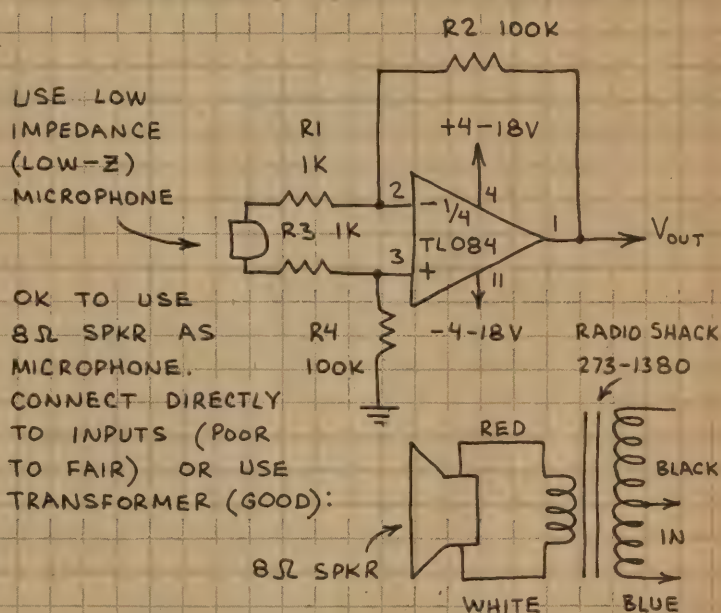 R2 100K
USE LOW
IMPEDANCE
(LOW-Z)
MICROPHONE
R1
1K
+4-18V
2
4
- 1/4
1
R3 1K
TL084
VOUT
3
+
11
OK TO USE
8Ω SPKR AS
MICROPHONE.
CONNECT DIRECTLY
TO INPUTS (POOR
TO FAIR) OR USE
TRANSFORMER (GOOD):
R4
100K
-4-18V
RADIO SHACK
273-1380
RED
BLACK
IN
8Ω SPKR
WHITE
BLUE